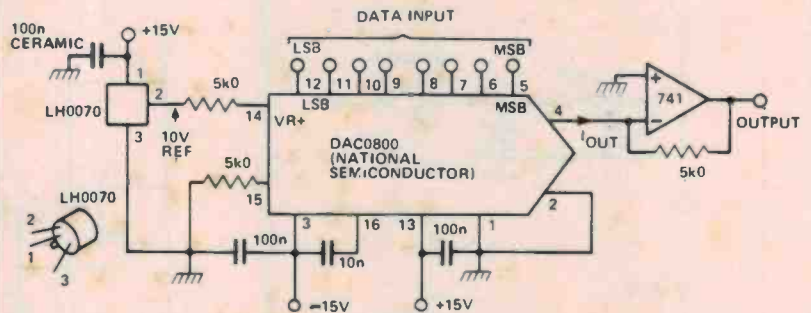 DATA INPUT
100n
CERAMIC
+15V
LSB
MSB
1
5k0
12
11
10
9
8
7
6
5
LSB
MSB
LH0070
2
14
VR+
4
741
+
−
3
10V
REF
DAC0800
(NATIONAL
SEMICONDUCTOR)
IOUT
OUTPUT
5k0
5k0
15
2
LH0070
2
1
3
100n
3
10n
16
13
100n
1
−15V
+15V